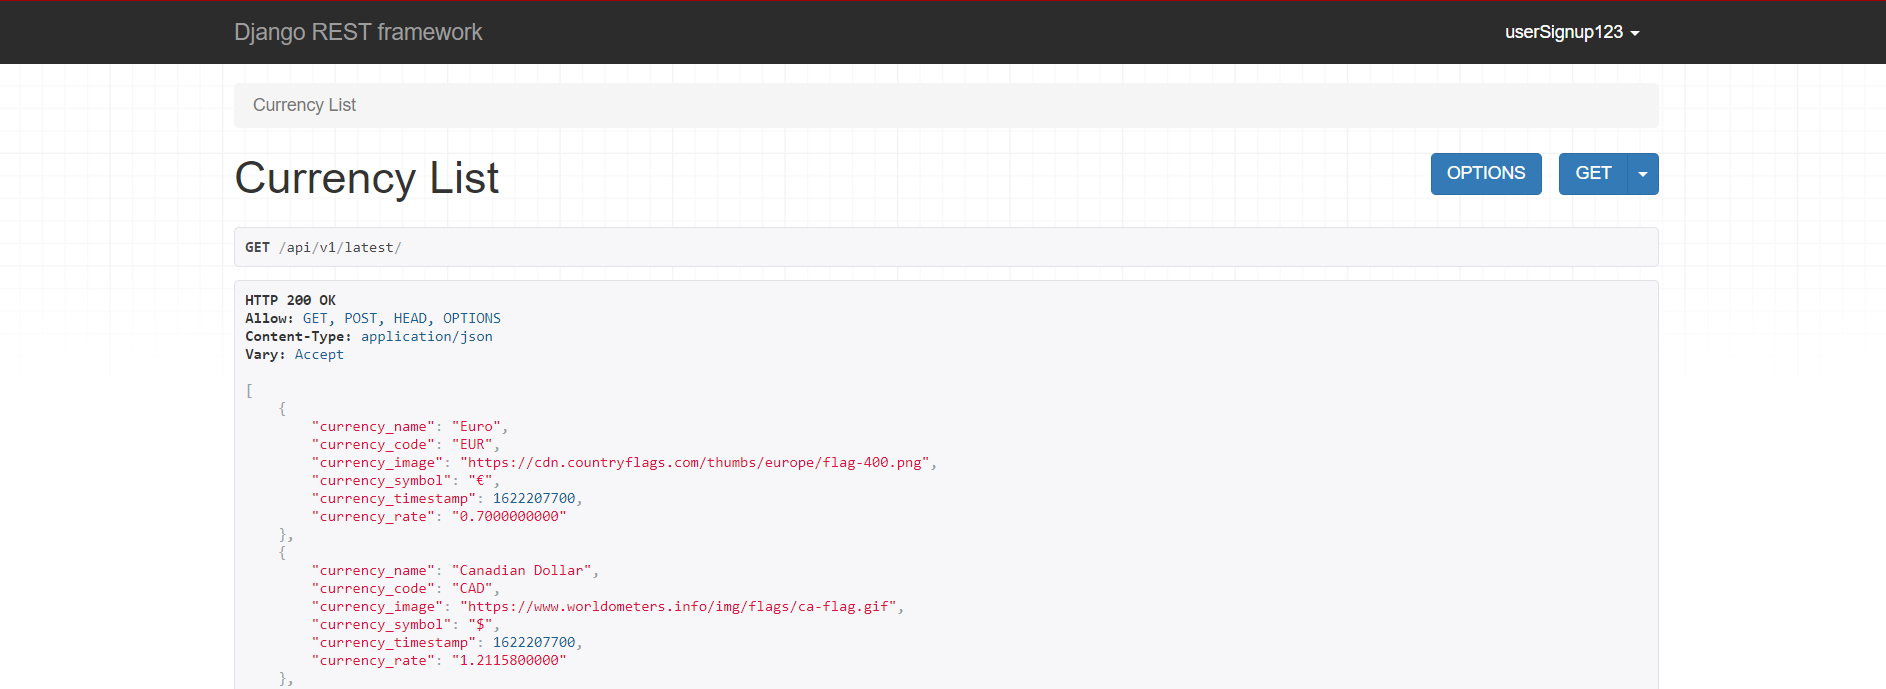 Django REST framework
userSignup123
Currency List
Currency List
OPTIONS
GET
GET /api/v1/latest/
HTTP 200 OK
Allow: GET, POST, HEAD, OPTIONS
Content-Type: application/json
Vary: Accept
[
    {
        "currency_name": "Euro",
        "currency_code": "EUR",
        "currency_image": "https://cdn.countryflags.com/thumbs/europe/flag-400.png",
        "currency_symbol": "€",
        "currency_timestamp": 1622207700,
        "currency_rate": "0.7000000000"
    },
    {
        "currency_name": "Canadian Dollar",
        "currency_code": "CAD",
        "currency_image": "https://www.worldometers.info/img/flags/ca-flag.gif",
        "currency_symbol": "$",
        "currency_timestamp": 1622207700,
        "currency_rate": "1.2115800000"
    },